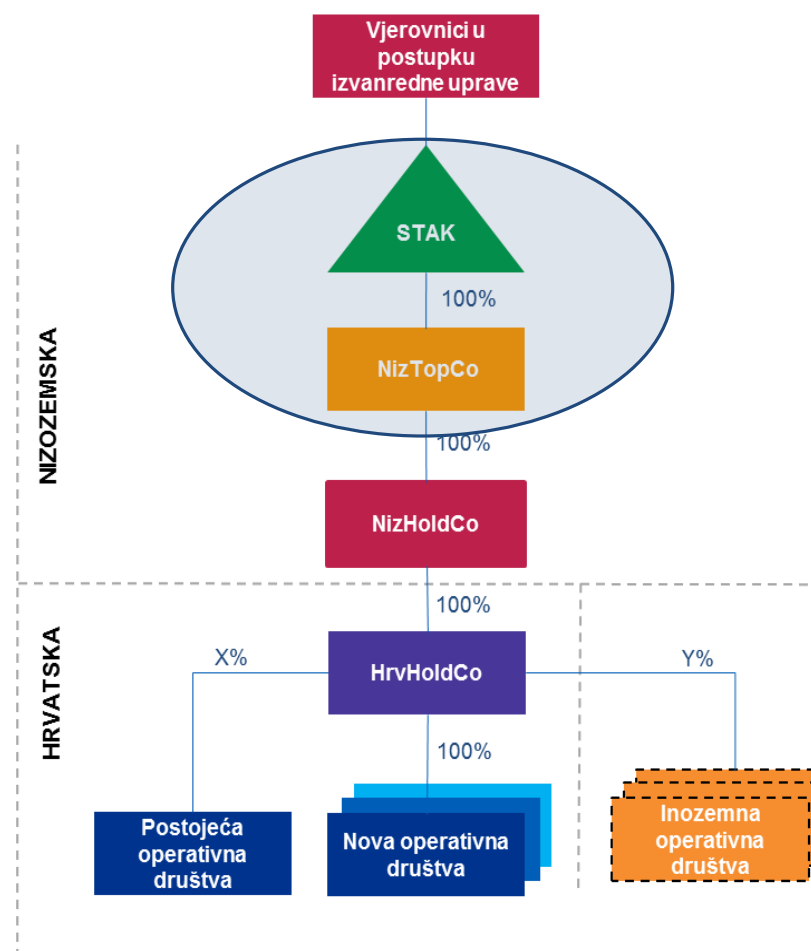 Vjerovnici u
postupku
izvanredne uprave
STAK
100%
NizTopCo
100%
NIZOZEMSKA
NizHoldCo
100%
HRVATSKA
X%
HrvHoldCo
Y%
100%
Postojeća
operativna
društva
Nova operativna
društva
Inozemna
operativna
društva